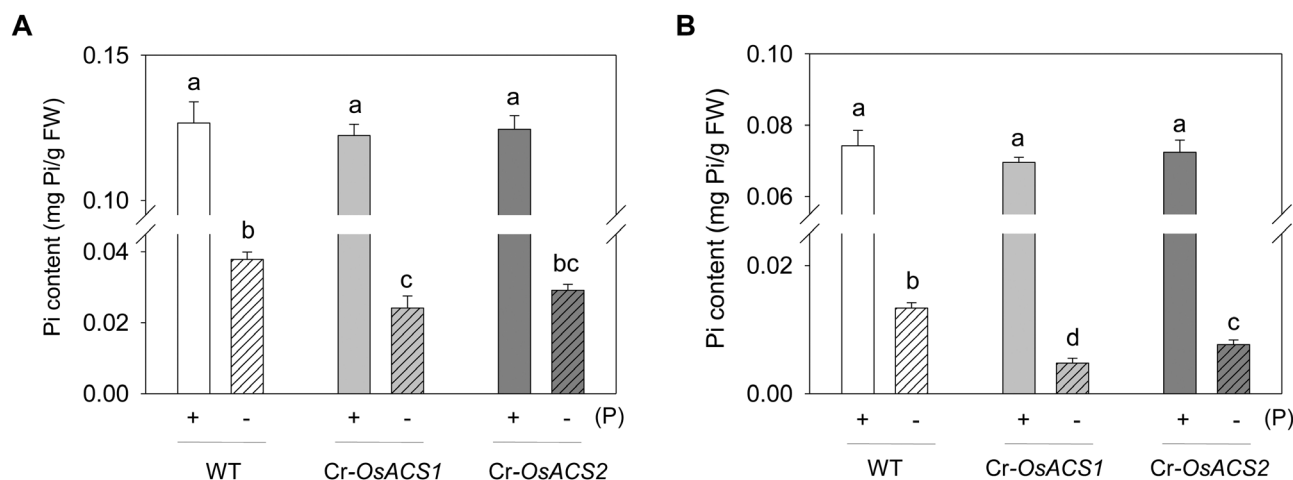 A
Pi content (mg Pi/g FW)
0.15
0.10
0.04
0.02
0.00
a
b
a
c
a
bc
+ - + - + - (P)
WT Cr-OsACS1 Cr-OsACS2
B
Pi content (mg Pi/g FW)
0.10
0.08
0.06
0.02
0.00
a
b
a
d
a
c
+ - + - + - (P)
WT Cr-OsACS1 Cr-OsACS2